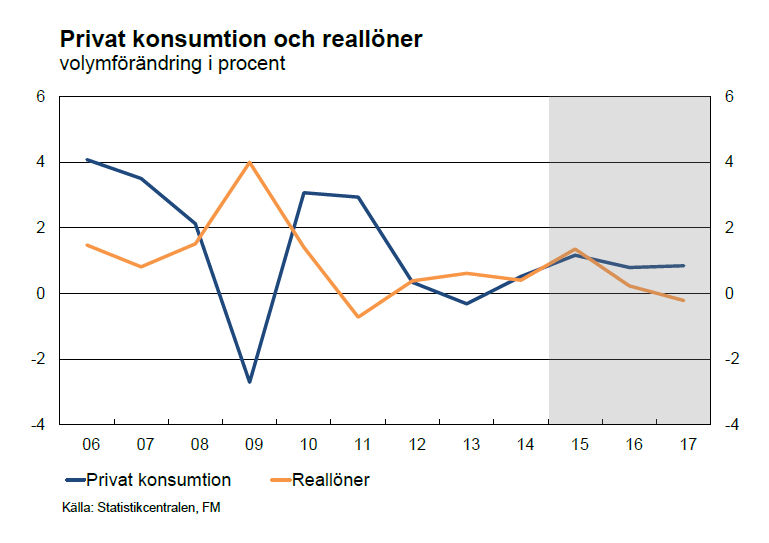 Privat konsumtion och reallöner
volymförändring i procent
6 6
4 4
2 2
0 0
-2 -2
-4 -4
06 07 08 09 10 11 12 13 14 15 16 17
Privat konsumtion Reallöner
Källa: Statistikcentralen, FM